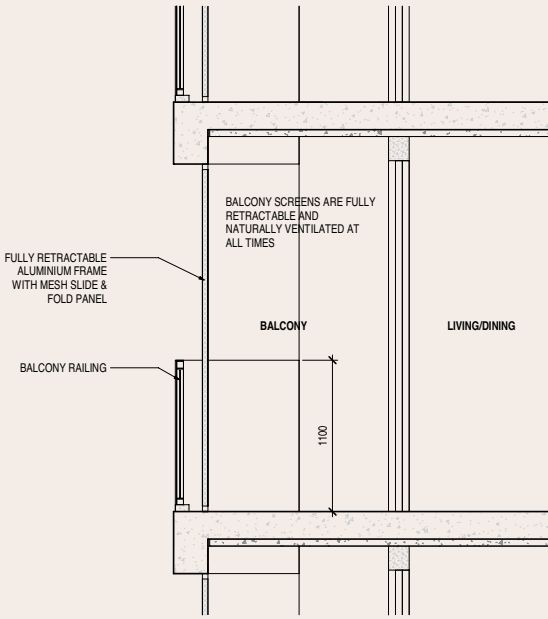 BALCONY SCREENS ARE FULLY
RETRACTABLE AND
NATURALLY VENTILATED AT
ALL TIMES
FULLY RETRACTABLE
ALUMINIUM FRAME
WITH MESH SLIDE &
FOLD PANEL
BALCONY
LIVING/DINING
BALCONY RAILING
1100